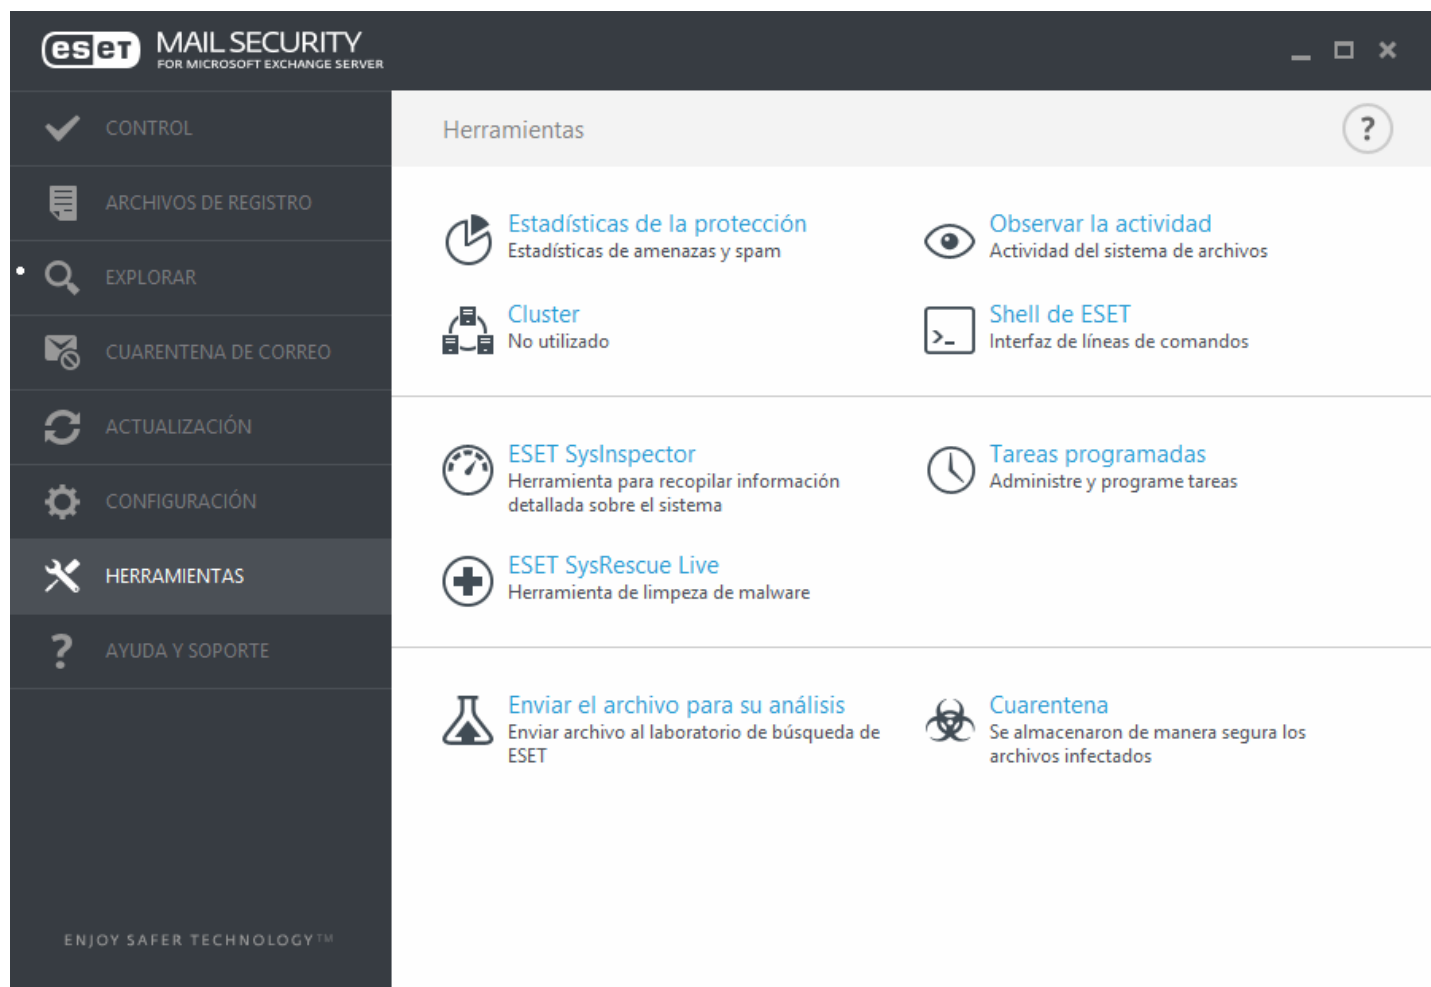 eset MAIL SECURITY
FOR MICROSOFT EXCHANGE SERVER
CONTROL
ARCHIVOS DE REGISTRO
EXPLORAR
CUARENTENA DE CORREO
ACTUALIZACIÓN
CONFIGURACIÓN
HERRAMIENTAS
AYUDA Y SOPORTE
ENJOY SAFER TECHNOLOGY™
Herramientas
?
Estadísticas de la protección
Estadísticas de amenazas y spam
Observar la actividad
Actividad del sistema de archivos
Cluster
No utilizado
Shell de ESET
Interfaz de líneas de comandos
ESET SysInspector
Herramienta para recopilar información
detallada sobre el sistema
Tareas programadas
Administre y programe tareas
ESET SysRescue Live
Herramienta de limpeza de malware
Enviar el archivo para su análisis
Enviar archivo al laboratorio de búsqueda de
ESET
Cuarentena
Se almacenaron de manera segura los
archivos infectados